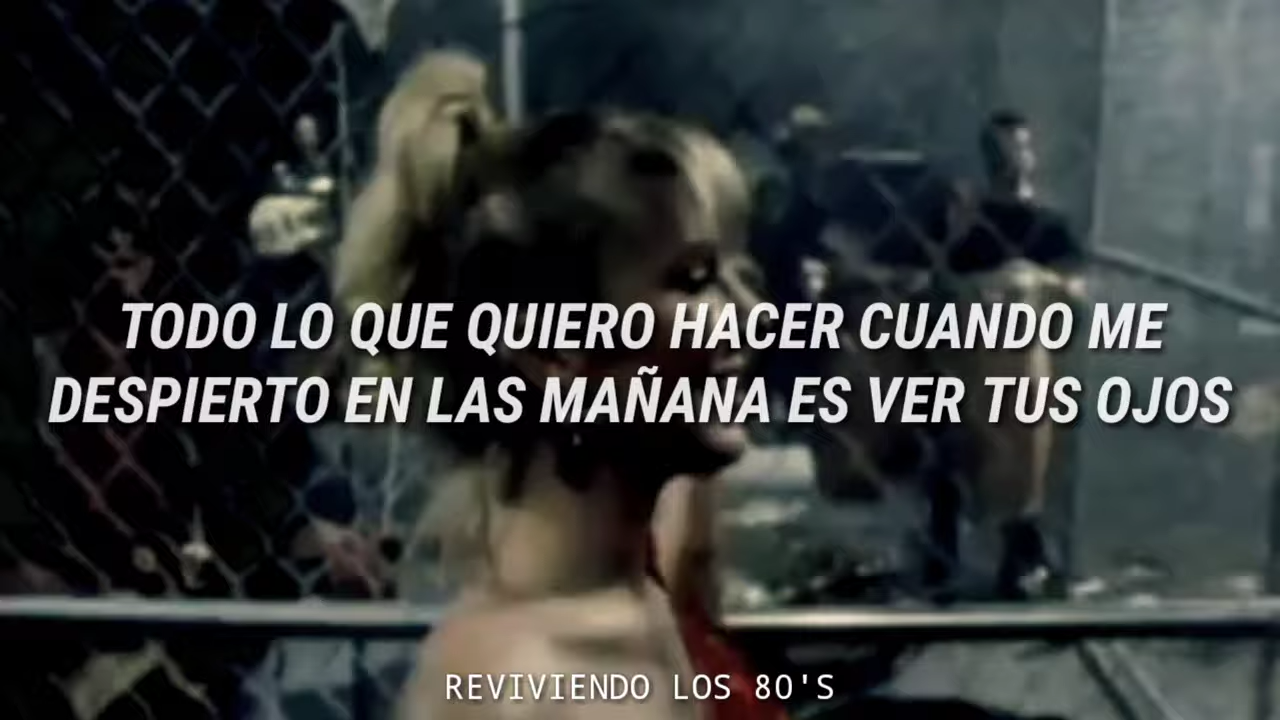 TODO LO QUE QUIERO HACER CUANDO ME
DESPIERTO EN LAS MAÑANA ES VER TUS OJOS
REVIVIENDO LOS 80'S